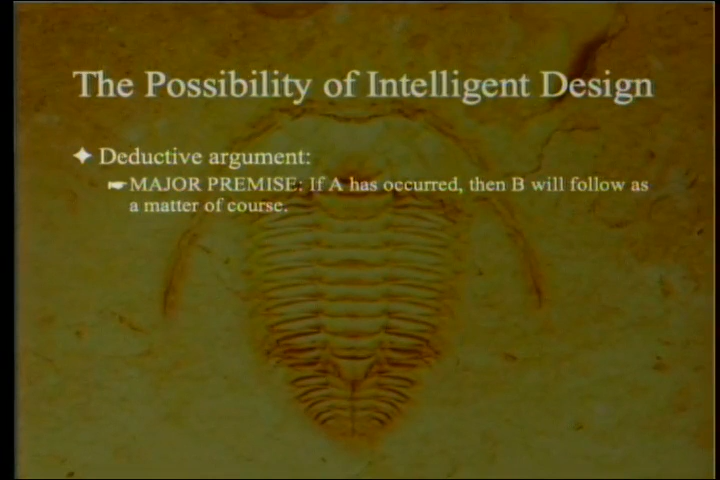 The Possibility of Intelligent Design
Deductive argument:
MAJOR PREMISE: If A has occurred, then B will follow as
a matter of course.